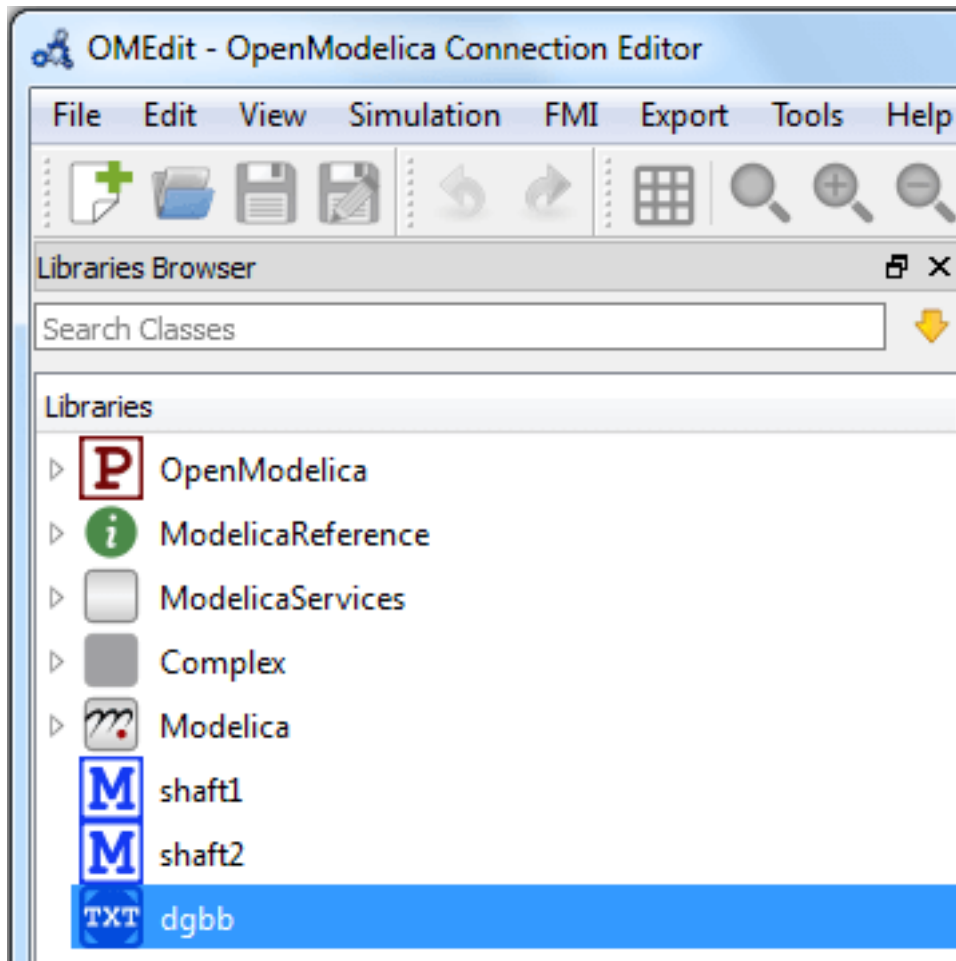 OMEdit - OpenModelica Connection Editor
File Edit View Simulation FMI Export Tools Help
Libraries Browser
Search Classes
Libraries
P OpenModelica
i ModelicaReference
ModelicaServices
Complex
m Modelica
M shaft1
M shaft2
TXT dgbb